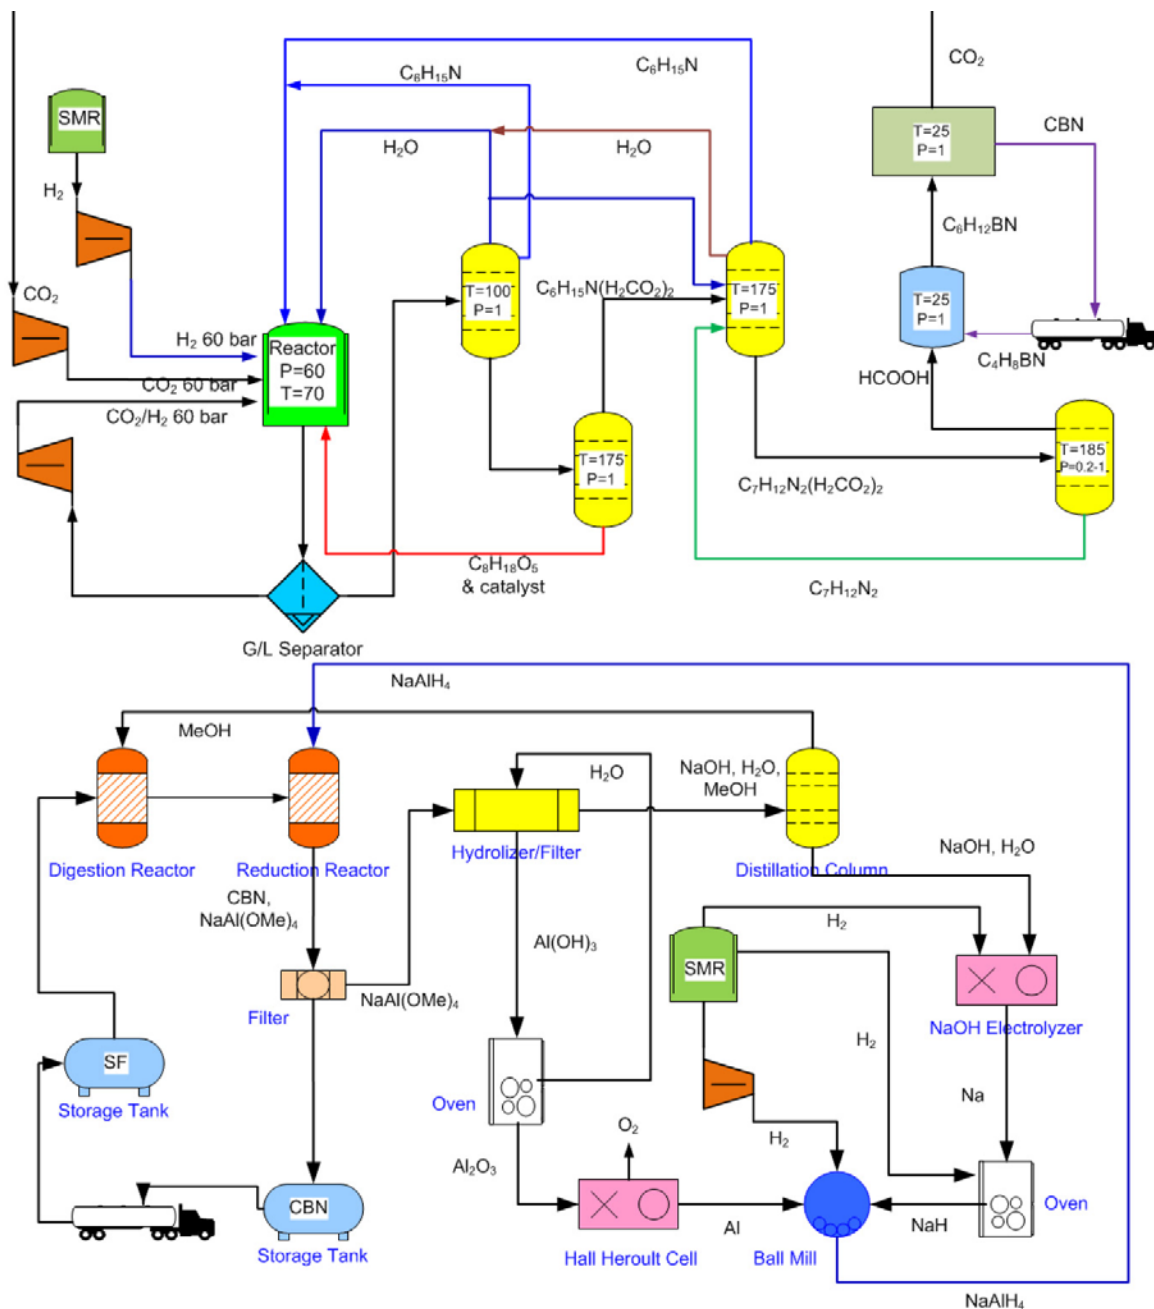 CO₂
C₆H₁₅N
C₆H₁₅N
SMR
T=25
P=1
CBN
H₂O
H₂O
H₂
C₆H₁₂BN
CO₂
T=100
P=1
C₆H₁₅N(H₂CO₂)₂
T=175
P=1
T=25
P=1
H₂ 60 bar
Reactor
P=60
T=70
C₄H₈BN
CO₂ 60 bar
HCOOH
CO₂/H₂ 60 bar
T=175
P=1
T=185
P=0.2-1
C₇H₁₂N₂(H₂CO₂)₂
C₈H₁₈O₅
& catalyst
C₇H₁₂N₂
G/L Separator
NaAlH₄
MeOH
H₂O
NaOH, H₂O,
MeOH
Digestion Reactor
Reduction Reactor
Hydrolizer/Filter
Distillation Column
NaOH, H₂O
CBN,
NaAl(OMe)₄
H₂
Al(OH)₃
SMR
NaAl(OMe)₄
Filter
NaOH Electrolyzer
H₂
SF
Storage Tank
Oven
Na
O₂
H₂
Al₂O₃
CBN
Storage Tank
Al
NaH
Oven
Hall Heroult Cell
Ball Mill
NaAlH₄